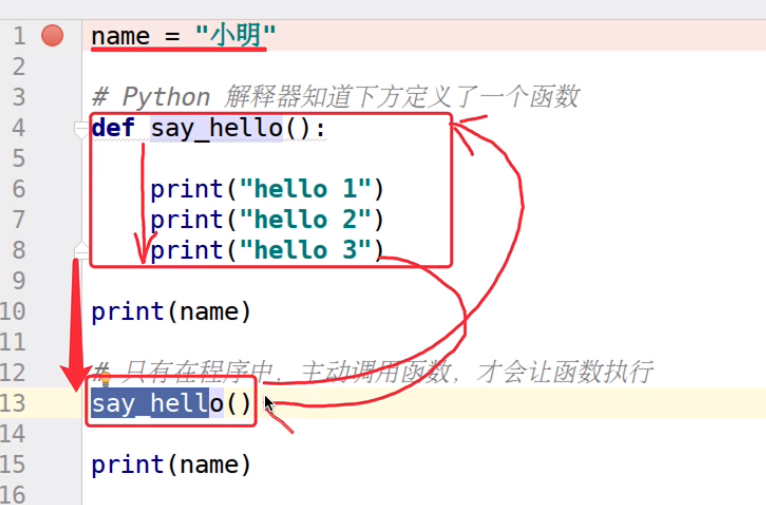 1 name = "小明"
2
3 # Python 解释器知道下方定义了一个函数
4 def say_hello():
5
6 print("hello 1")
7 print("hello 2")
8 print("hello 3")
9
10 print(name)
11
12 # 只有在程序中，主动调用函数，才会让函数执行
13 say_hello()
14
15 print(name)
16